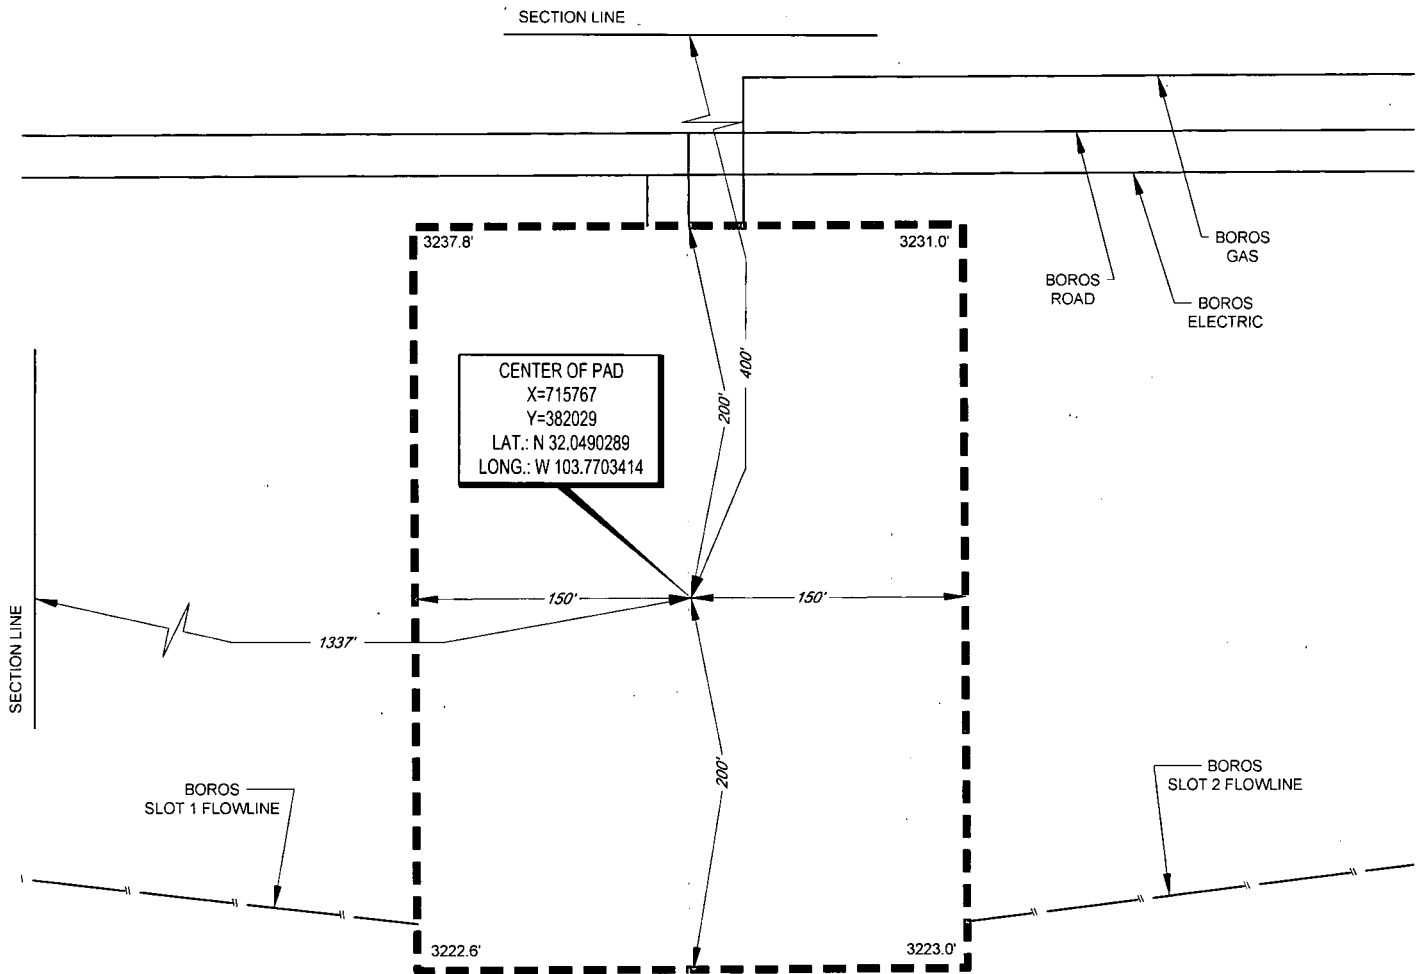 SECTION LINE
3237.8'
3231.0'
BOROS
GAS
BOROS
ROAD
BOROS
ELECTRIC
CENTER OF PAD
X=715767
Y=382029
LAT.: N 32.0490289
LONG.: W 103.7703414
200'
400'
150'
150'
1337'
SECTION LINE
200'
BOROS
SLOT 1 FLOWLINE
BOROS
SLOT 2 FLOWLINE
3222.6'
3223.0'